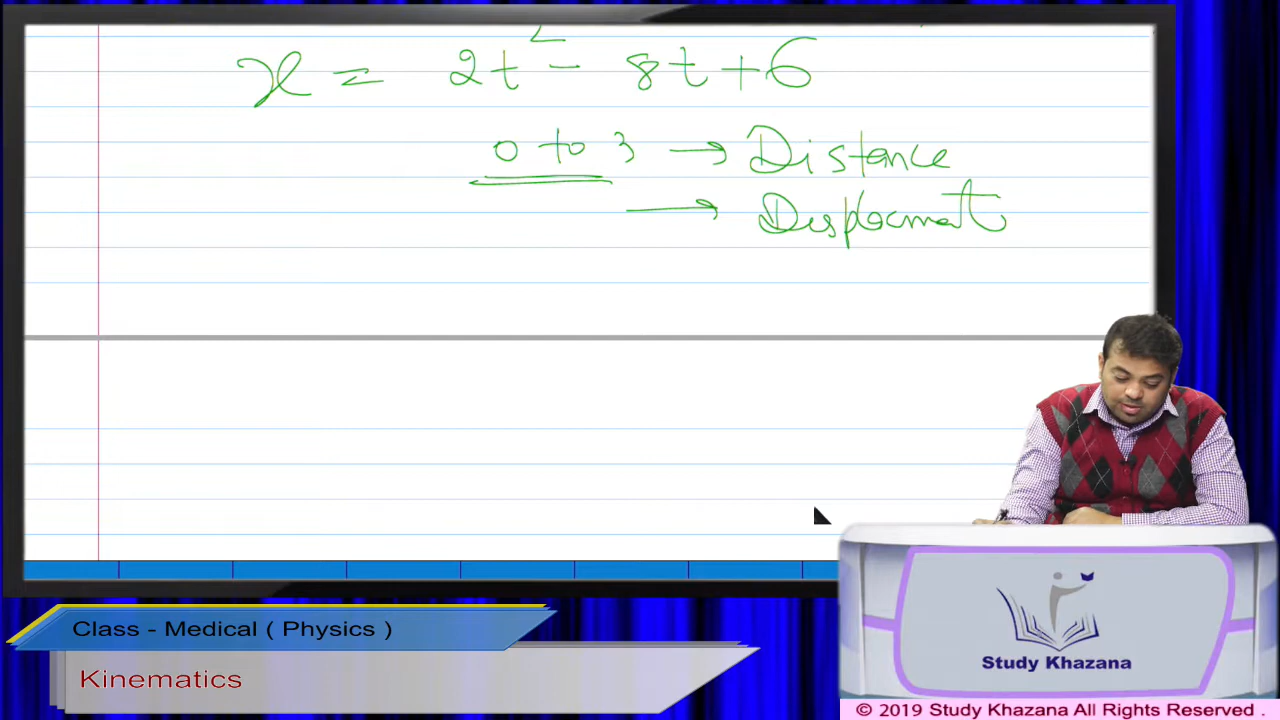 x = 2t² - 8t + 6
0 to 3 → Distance
→ Displacment
Study Khazana
Class - Medical ( Physics )
Kinematics
© 2019 Study Khazana All Rights Reserved .